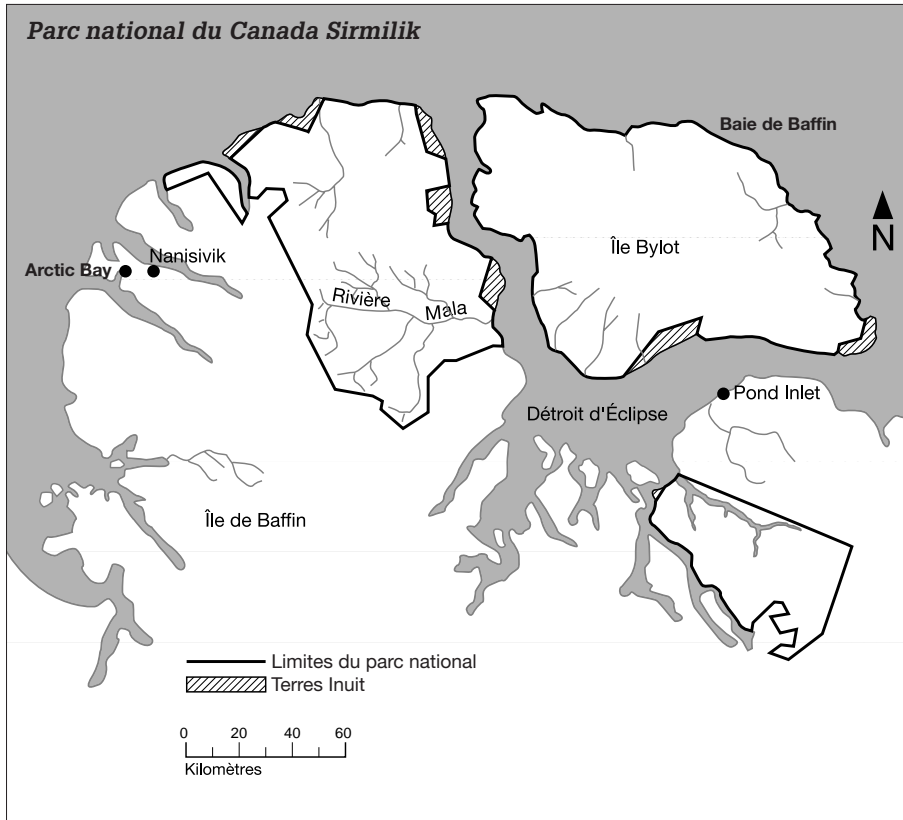 Parc national du Canada Sirmilik
Baie de Baffin
N
Île Bylot
Nanisivik
Arctic Bay
Rivière
Mala
Pond Inlet
Détroit d'Éclipse
Île de Baffin
Limites du parc national
Terres Inuit
0 20 40 60
Kilomètres